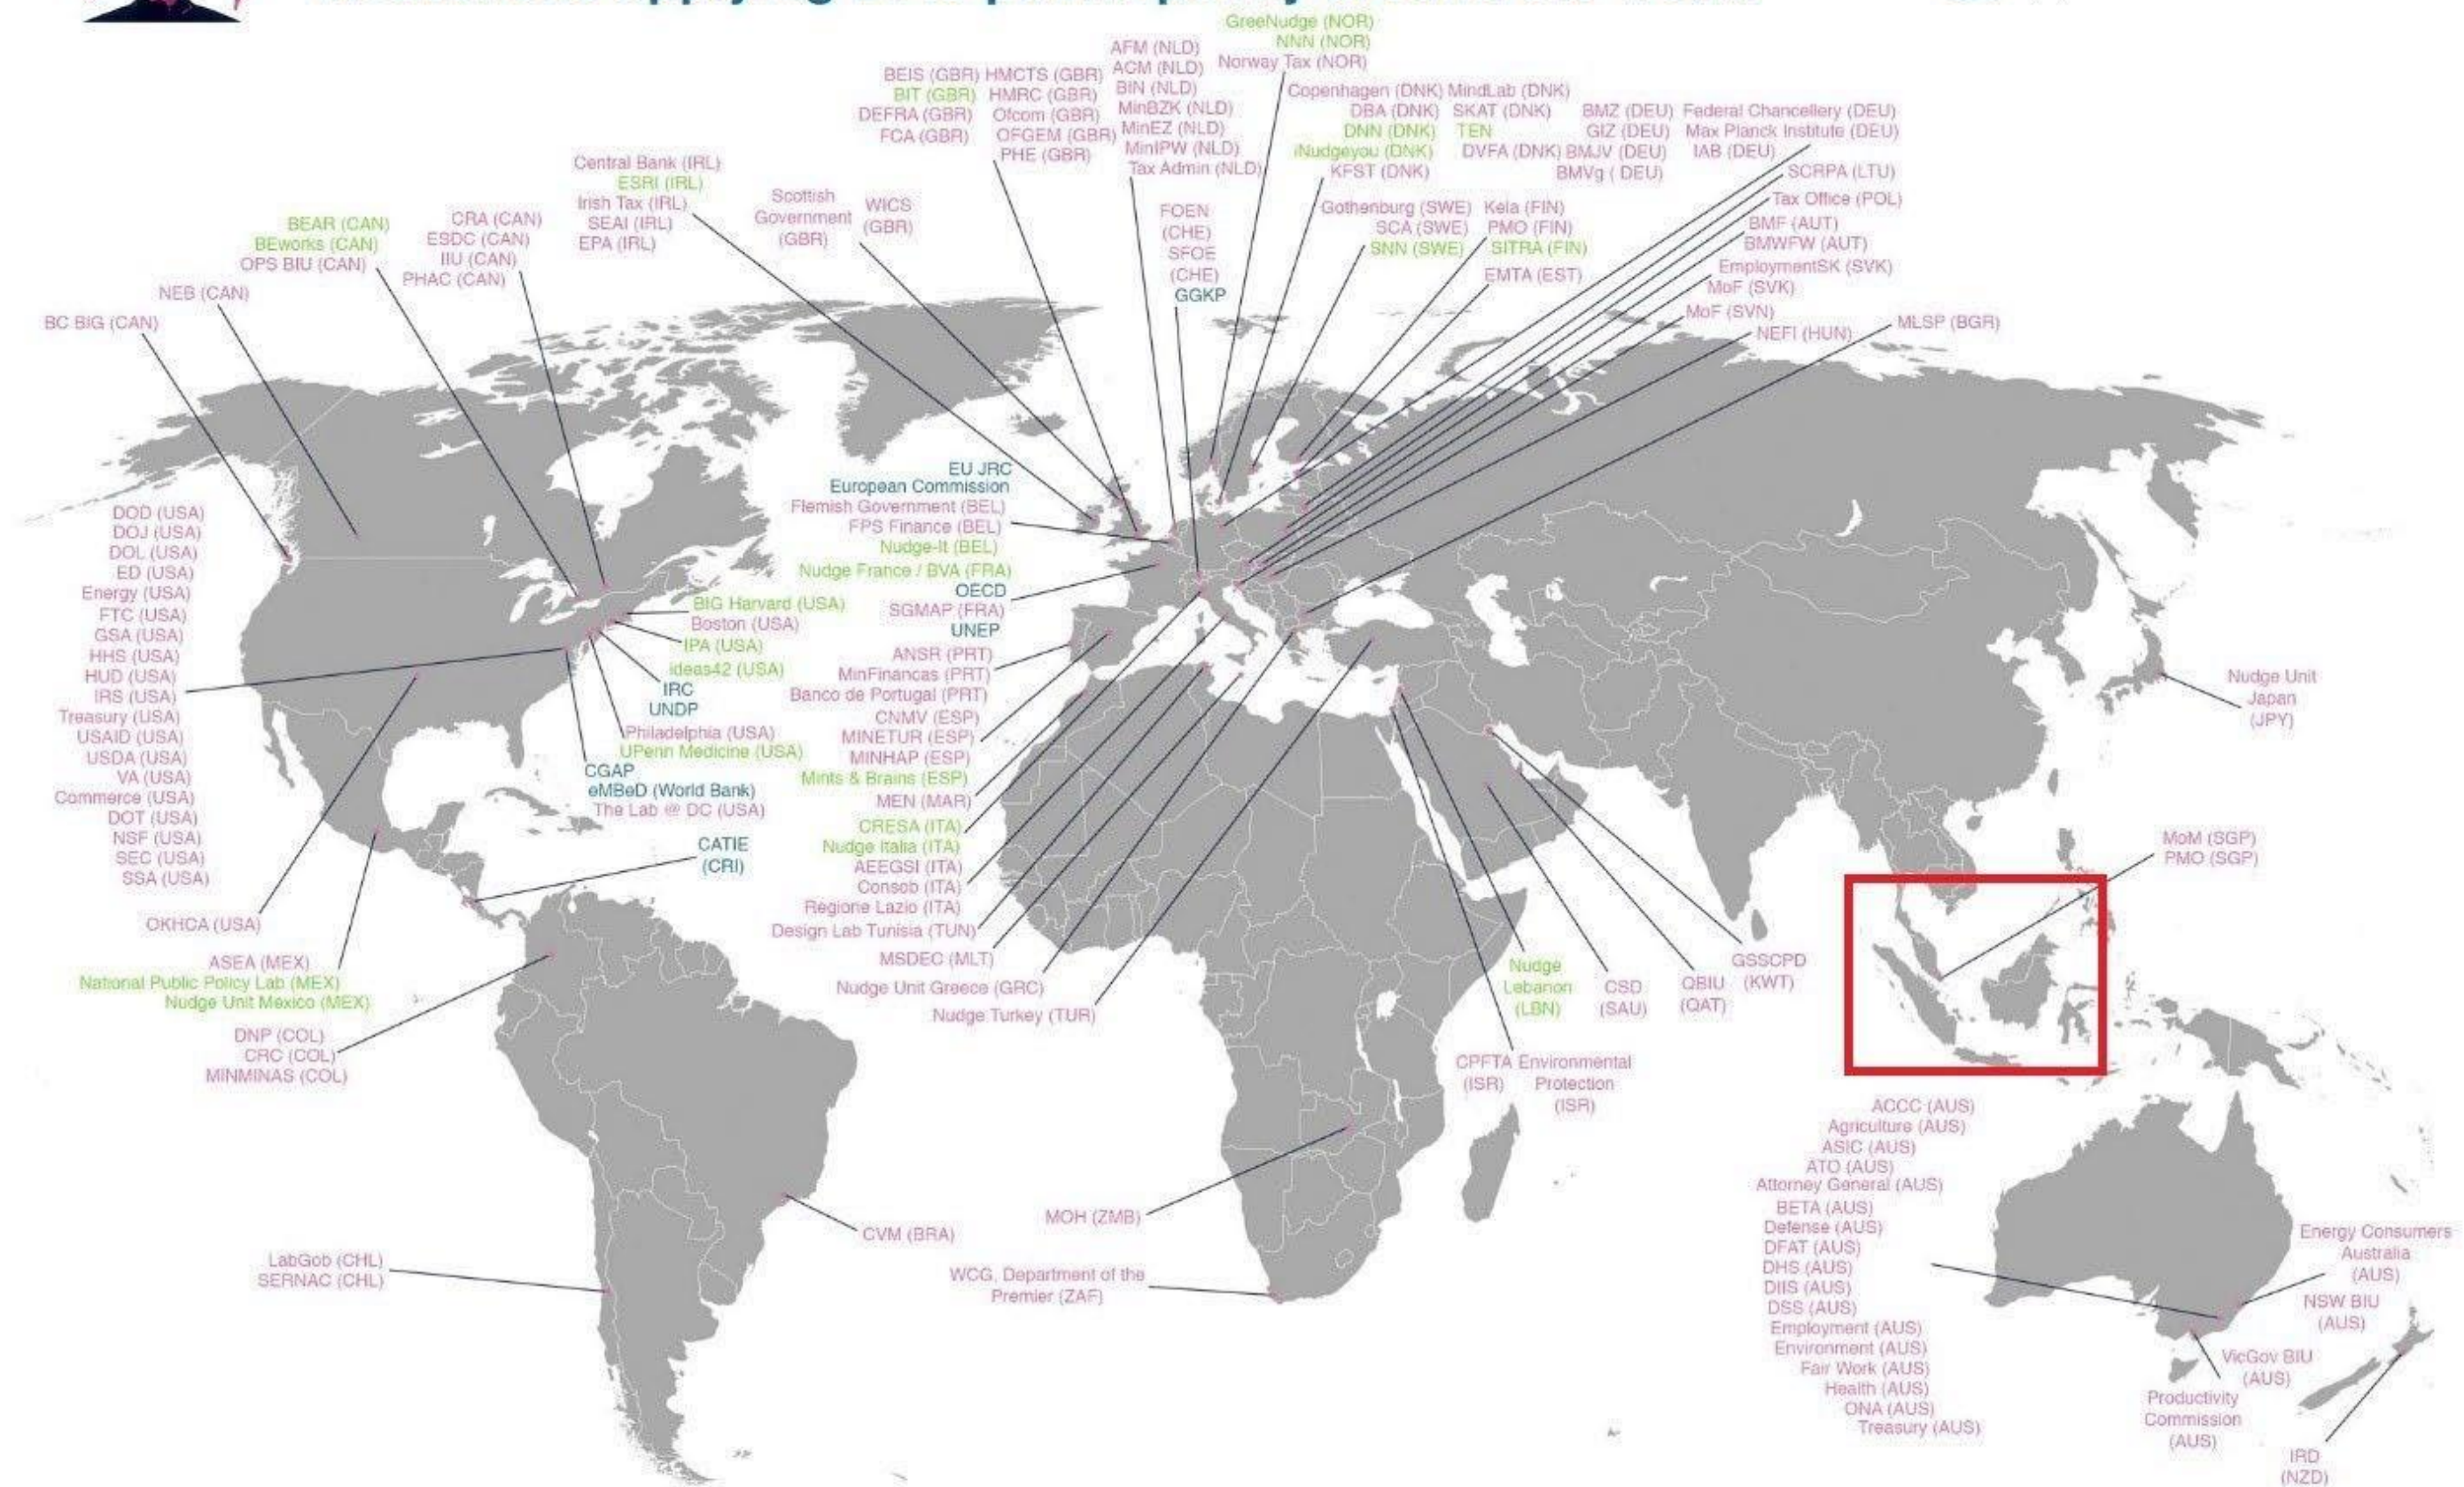 GreeNudge (NOR)
NNN (NOR)
Norway Tax (NOR)
AFM (NLD)
ACM (NLD)
BIN (NLD)
MinBZK (NLD)
MinEZ (NLD)
MinIPW (NLD)
Tax Admin (NLD)
BEIS (GBR) HMCTS (GBR)
BIT (GBR) HMRC (GBR)
DEFRA (GBR) Ofcom (GBR)
FCA (GBR) OFGEM (GBR)
PHE (GBR)
Copenhagen (DNK) MindLab (DNK)
DBA (DNK) SKAT (DNK)
DNN (DNK) TEN
iNudgeyou (DNK) DVFA (DNK)
KFST (DNK)
BMZ (DEU) Federal Chancellery (DEU)
GIZ (DEU) Max Planck Institute (DEU)
BMJV (DEU) IAB (DEU)
BMVg ( DEU)
SCRPA (LTU)
Tax Office (POL)
BMF (AUT)
BMWFW (AUT)
EmploymentSK (SVK)
MoF (SVK)
MoF (SVN)
NEFI (HUN)
MLSP (BGR)
Central Bank (IRL)
ESRI (IRL)
Irish Tax (IRL)
SEAI (IRL)
EPA (IRL)
Scottish
Government
(GBR)
WICS
(GBR)
FOEN
(CHE)
SFOE
(CHE)
GGKP
Gothenburg (SWE)
SCA (SWE)
SNN (SWE)
Kela (FIN)
PMO (FIN)
SITRA (FIN)
EMTA (EST)
BEAR (CAN)
BEworks (CAN)
OPS BIU (CAN)
CRA (CAN)
ESDC (CAN)
IIU (CAN)
PHAC (CAN)
NEB (CAN)
BC BIG (CAN)
DOD (USA)
DOJ (USA)
DOL (USA)
ED (USA)
Energy (USA)
FTC (USA)
GSA (USA)
HHS (USA)
HUD (USA)
IRS (USA)
Treasury (USA)
USAID (USA)
USDA (USA)
VA (USA)
Commerce (USA)
DOT (USA)
NSF (USA)
SEC (USA)
SSA (USA)
OKHCA (USA)
BIG Harvard (USA)
Boston (USA)
IPA (USA)
ideas42 (USA)
IRC
UNDP
Philadelphia (USA)
UPenn Medicine (USA)
CGAP
eMBeD (World Bank)
The Lab @ DC (USA)
CATIE
(CRI)
ASEA (MEX)
National Public Policy Lab (MEX)
Nudge Unit Mexico (MEX)
DNP (COL)
CRC (COL)
MINMINAS (COL)
LabGob (CHL)
SERNAC (CHL)
CVM (BRA)
EU JRC
European Commission
Flemish Government (BEL)
FPS Finance (BEL)
Nudge-It (BEL)
Nudge France / BVA (FRA)
OECD
SGMAP (FRA)
UNEP
ANSR (PRT)
MinFinancas (PRT)
Banco de Portugal (PRT)
CNMV (ESP)
MINETUR (ESP)
MINHAP (ESP)
Mints & Brains (ESP)
MEN (MAR)
CRESA (ITA)
Nudge Italia (ITA)
AEEGSI (ITA)
Consob (ITA)
Regione Lazio (ITA)
Design Lab Tunisia (TUN)
MSDEC (MLT)
Nudge Unit Greece (GRC)
Nudge Turkey (TUR)
MOH (ZMB)
WCG, Department of the
Premier (ZAF)
Nudge
Lebanon
(LBN)
CSD
(SAU)
QBIU
(QAT)
GSSCPD
(KWT)
CPFTA
(ISR)
Environmental
Protection
(ISR)
Nudge Unit
Japan
(JPY)
MoM (SGP)
PMO (SGP)
ACCC (AUS)
Agriculture (AUS)
ASIC (AUS)
ATO (AUS)
Attorney General (AUS)
BETA (AUS)
Defense (AUS)
DFAT (AUS)
DHS (AUS)
DIIS (AUS)
DSS (AUS)
Employment (AUS)
Environment (AUS)
Fair Work (AUS)
Health (AUS)
ONA (AUS)
Treasury (AUS)
Energy Consumers
Australia
(AUS)
NSW BIU
(AUS)
VicGov BIU
(AUS)
Productivity
Commission
(AUS)
IRD
(NZD)